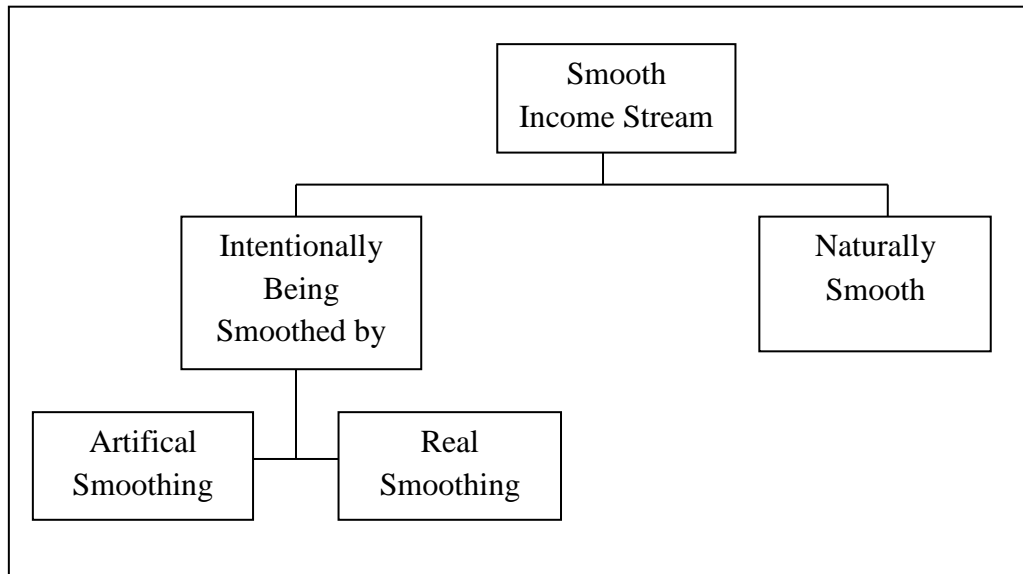 Smooth
Income Stream
Intentionally
Being
Smoothed by
Naturally
Smooth
Artifical
Smoothing
Real
Smoothing